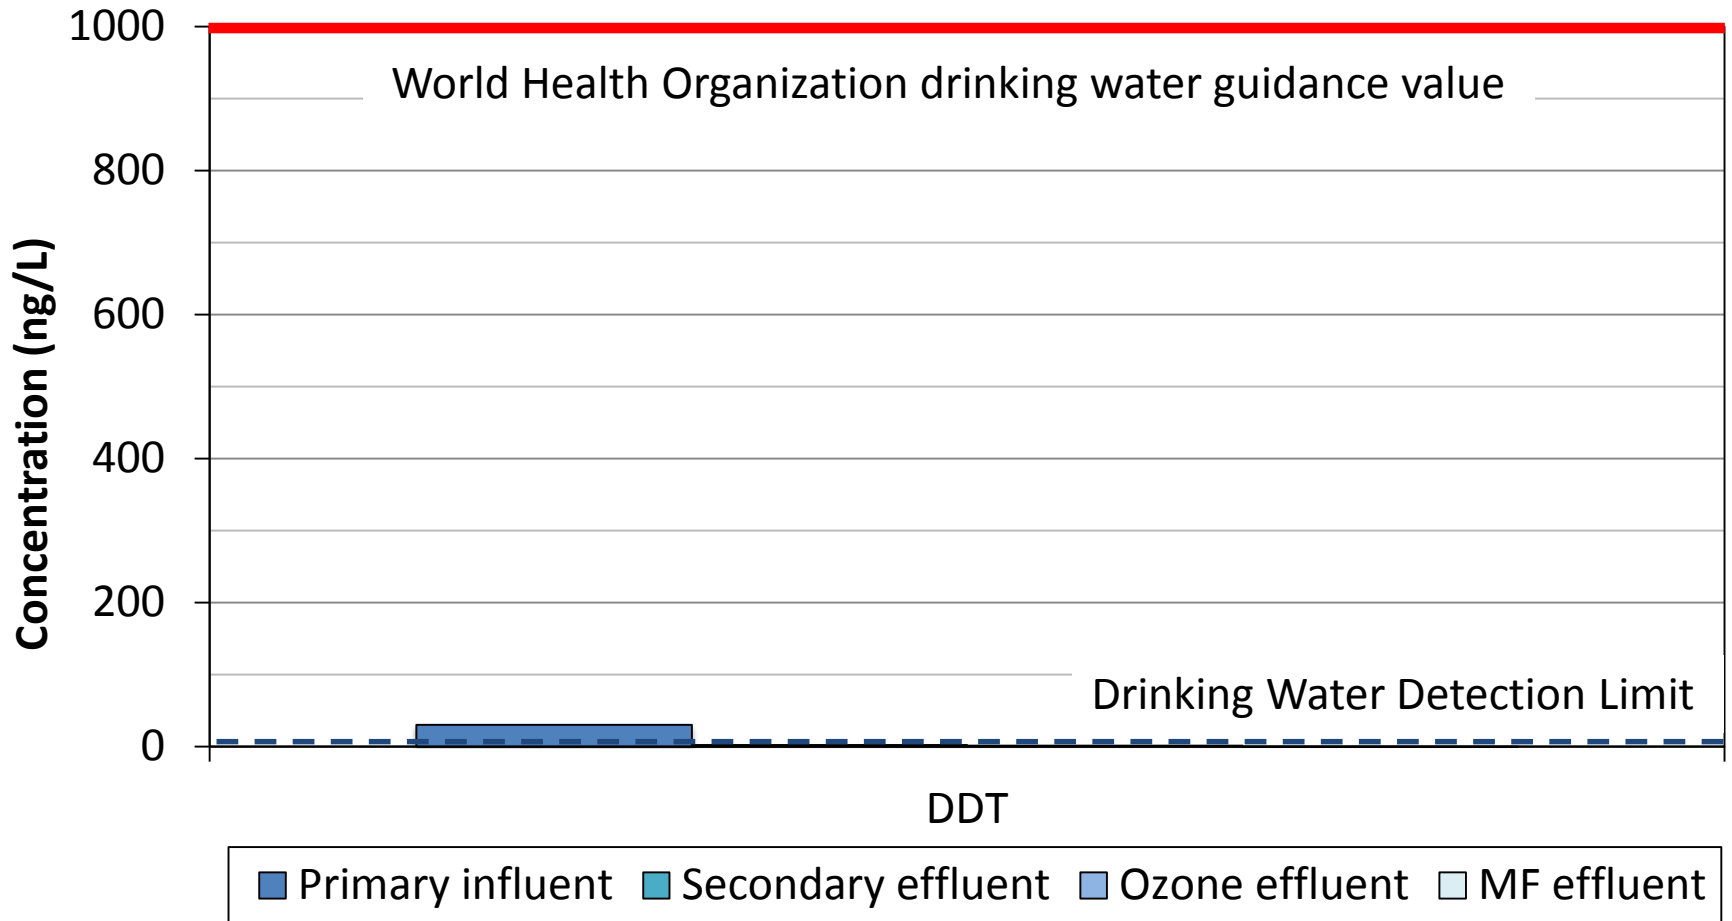 1000
World Health Organization drinking water guidance value
800
600
400
200
0
Concentration (ng/L)
Drinking Water Detection Limit
DDT
Primary influent Secondary effluent Ozone effluent MF effluent